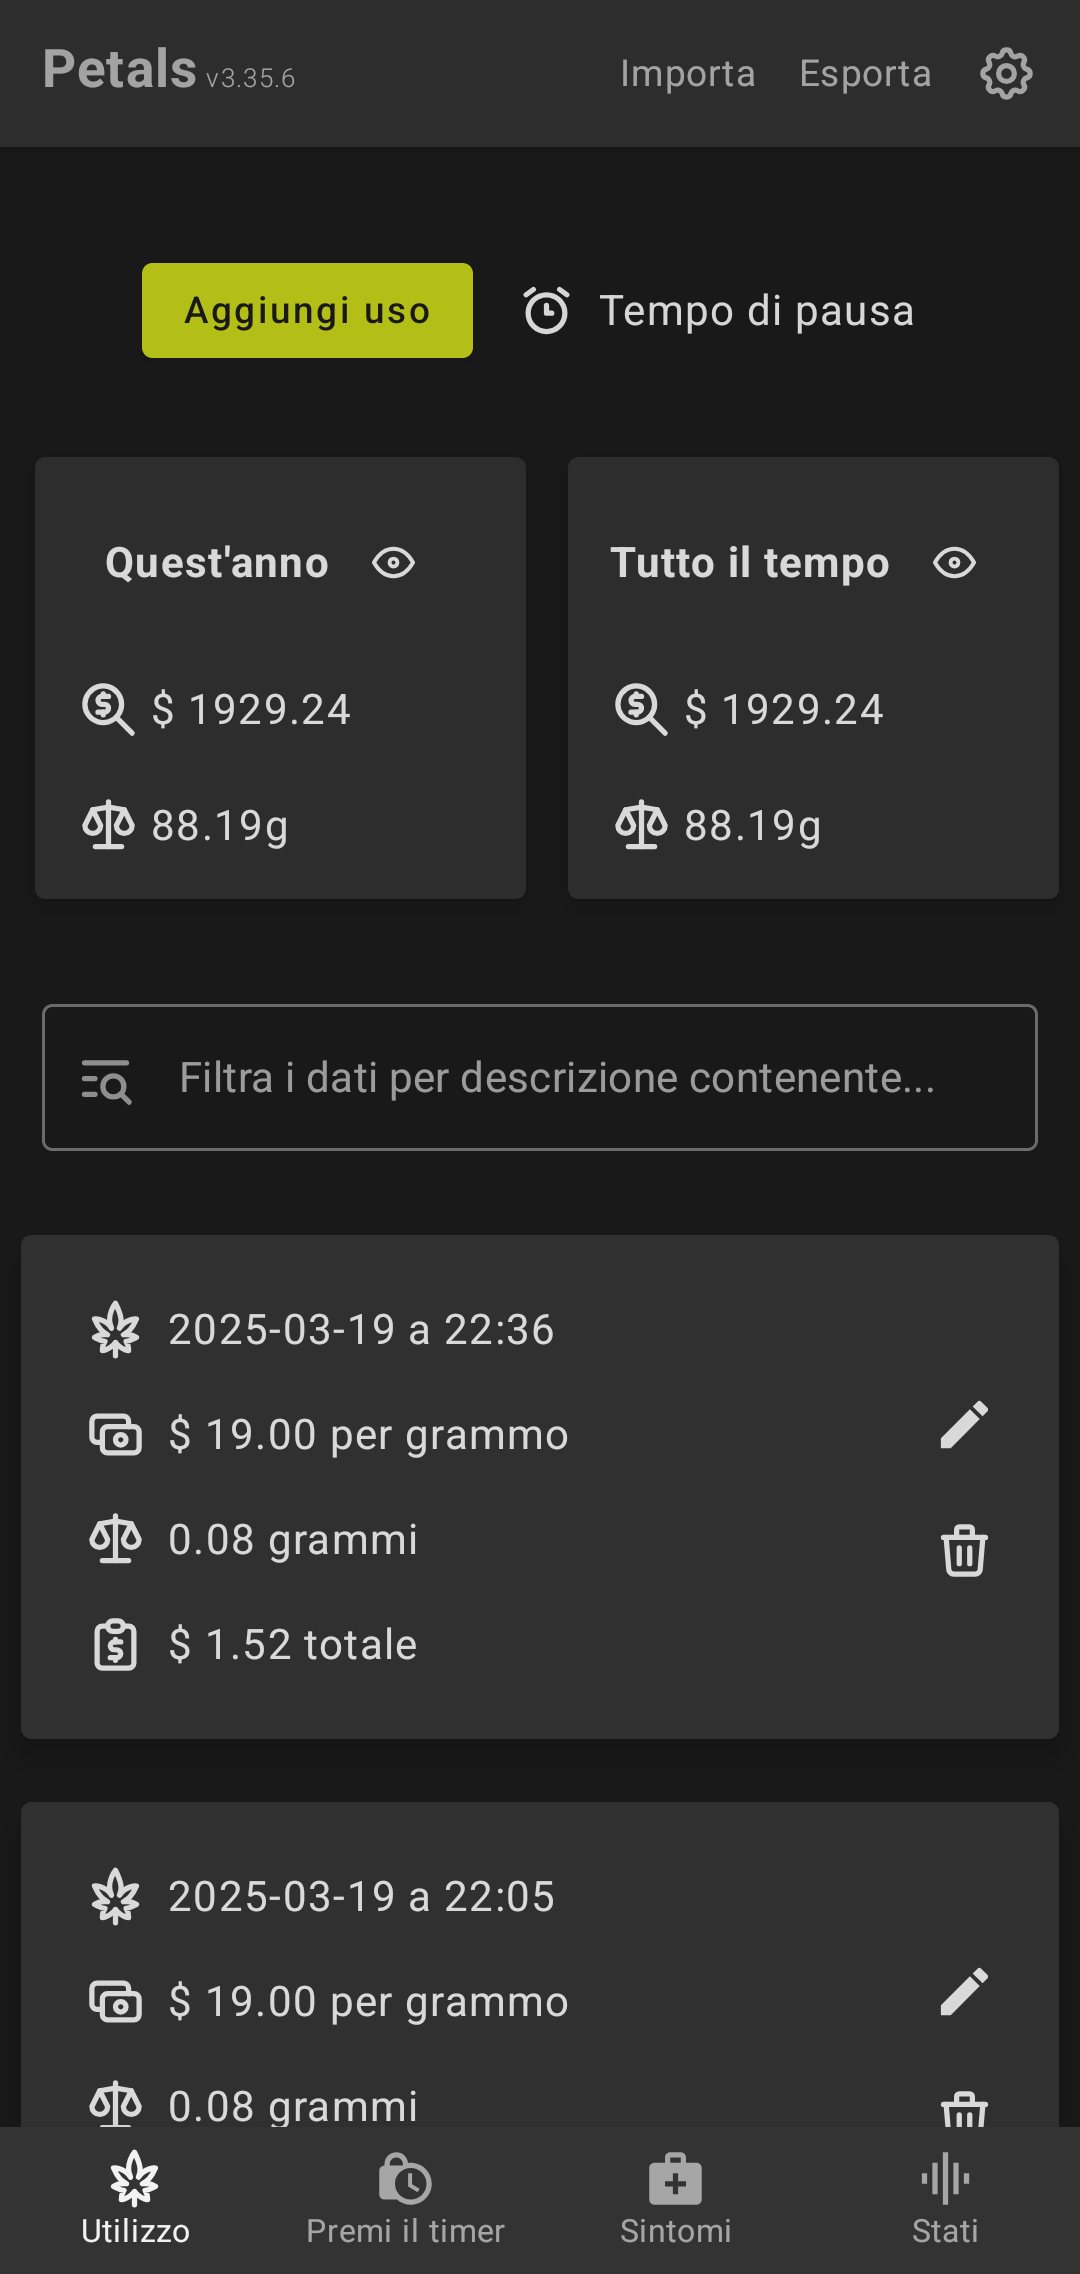 Petals v3.35.6 Importa Esporta
Aggiungi uso Tempo di pausa
Quest'anno
$ 1929.24
88.19g
Tutto il tempo
$ 1929.24
88.19g
Filtra i dati per descrizione contenente...
2025-03-19 a 22:36
$ 19.00 per grammo
0.08 grammi
$ 1.52 totale
2025-03-19 a 22:05
$ 19.00 per grammo
0.08 grammi
Utilizzo Premi il timer Sintomi Stati